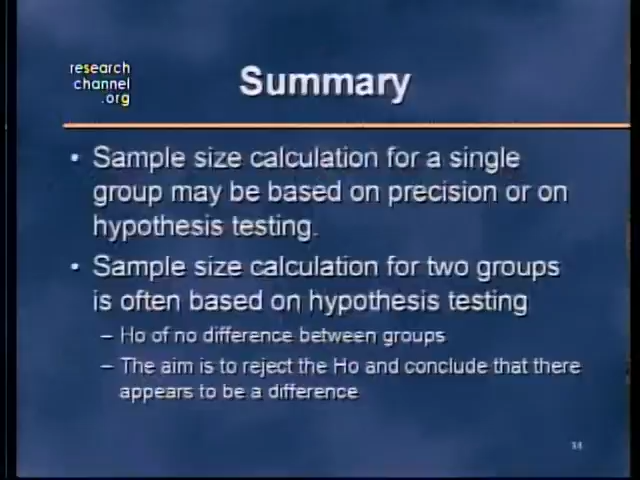 research
channel
.org
Summary
• Sample size calculation for a single
group may be based on precision or on
hypothesis testing.
• Sample size calculation for two groups
is often based on hypothesis testing
– Ho of no difference between groups
– The aim is to reject the Ho and conclude that there
appears to be a difference